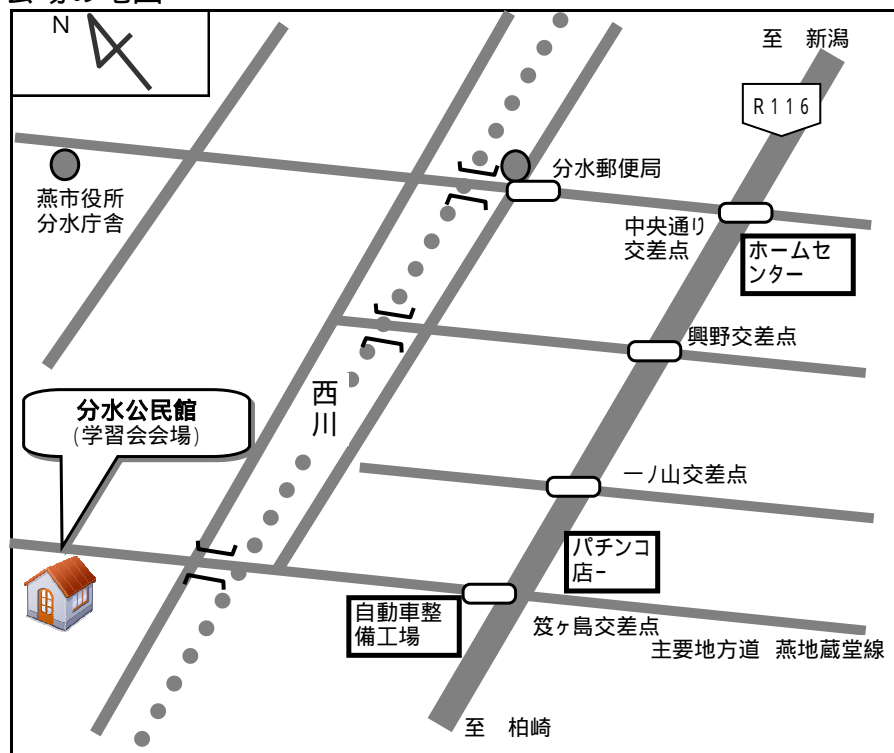 N
至 新潟
R116
分水郵便局
燕市役所
分水庁舎
中央通り
交差点
ホームセ
ンター
興野交差点
西川
分水公民館
(学習会会場)
一ノ山交差点
パチンコ
店-
自動車整
備工場
笈ヶ島交差点
主要地方道 燕地蔵堂線
至 柏崎